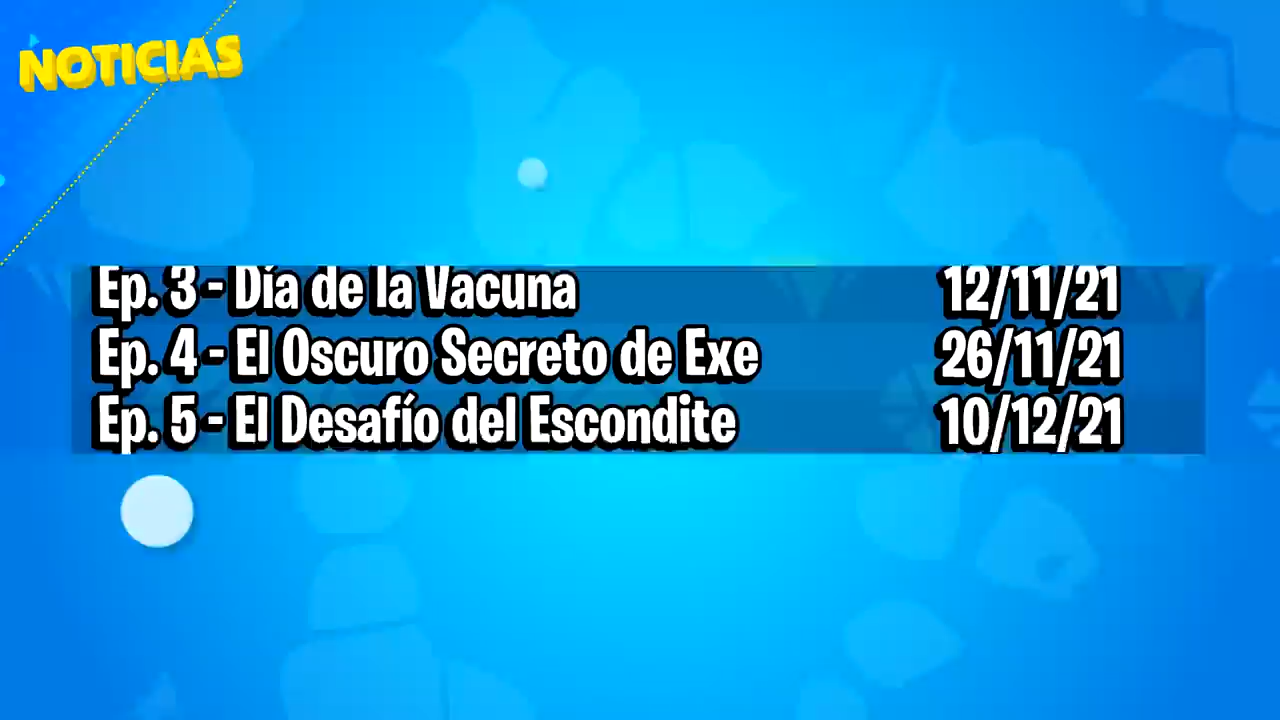 NOTICIAS
Ep. 3 - Día de la Vacuna 12/11/21
Ep. 4 - El Oscuro Secreto de Exe 26/11/21
Ep. 5 - El Desafío del Escondite 10/12/21